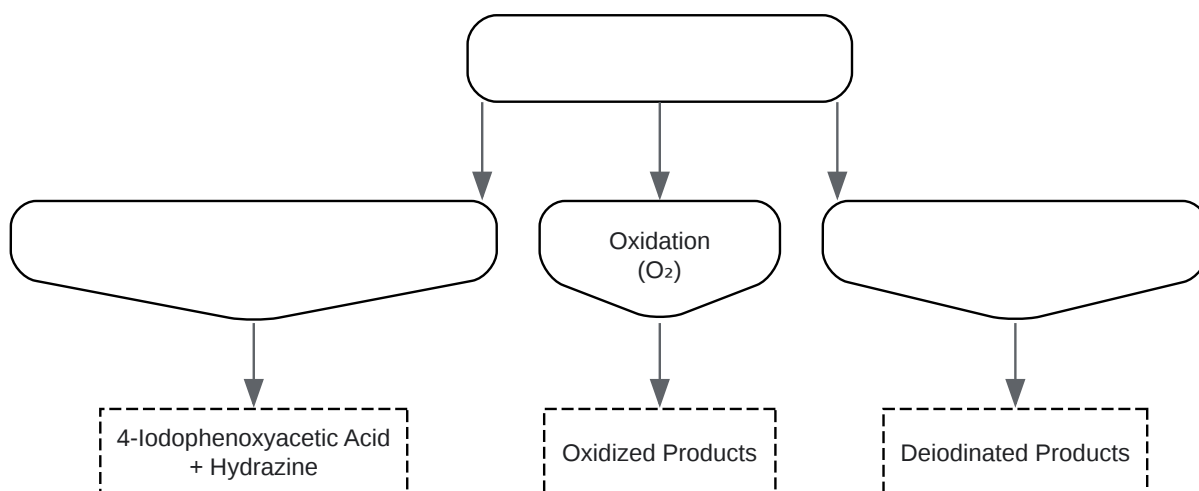 Oxidation
(O₂)
4-Iodophenoxyacetic Acid
+ Hydrazine
Oxidized Products
Deiodinated Products